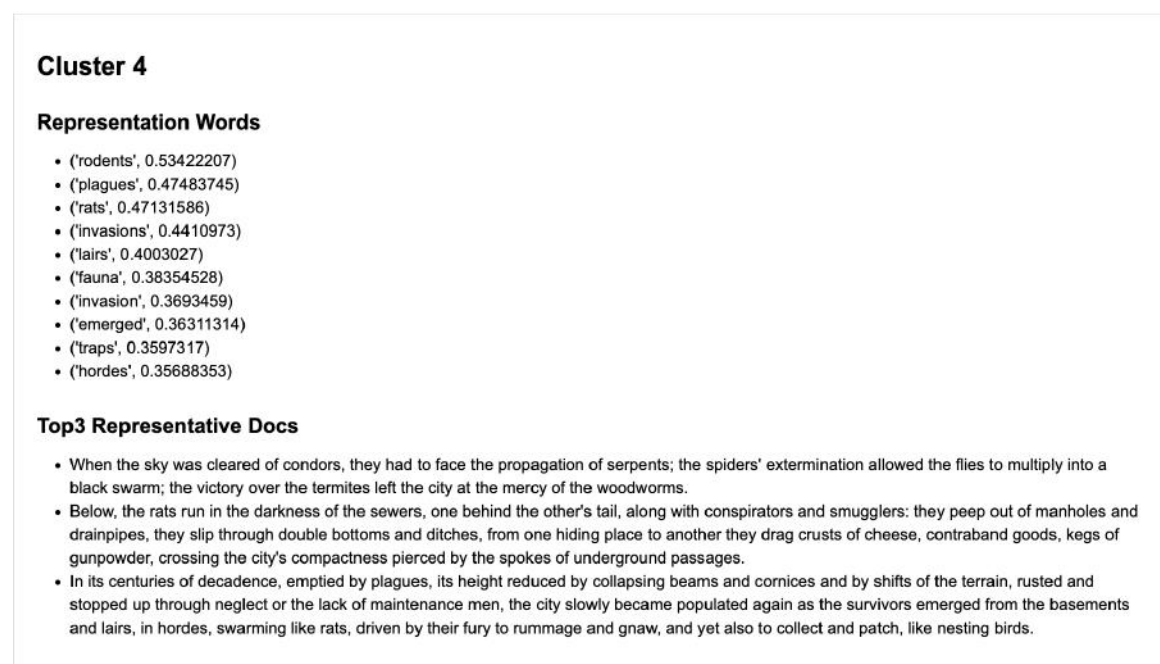 Cluster 4
Representation Words
• ('rodents', 0.53422207)
• ('plagues', 0.47483745)
• ('rats', 0.47131586)
• ('invasions', 0.4410973)
• ('lairs', 0.4003027)
• ('fauna', 0.38354528)
• ('invasion', 0.3693459)
• ('emerged', 0.36311314)
• ('traps', 0.3597317)
• ('hordes', 0.35688353)
Top3 Representative Docs
• When the sky was cleared of condors, they had to face the propagation of serpents; the spiders' extermination allowed the flies to multiply into a
black swarm; the victory over the termites left the city at the mercy of the woodworms.
• Below, the rats run in the darkness of the sewers, one behind the other's tail, along with conspirators and smugglers: they peep out of manholes and
drainpipes, they slip through double bottoms and ditches, from one hiding place to another they drag crusts of cheese, contraband goods, kegs of
gunpowder, crossing the city's compactness pierced by the spokes of underground passages.
• In its centuries of decadence, emptied by plagues, its height reduced by collapsing beams and cornices and by shifts of the terrain, rusted and
stopped up through neglect or the lack of maintenance men, the city slowly became populated again as the survivors emerged from the basements
and lairs, in hordes, swarming like rats, driven by their fury to rummage and gnaw, and yet also to collect and patch, like nesting birds.